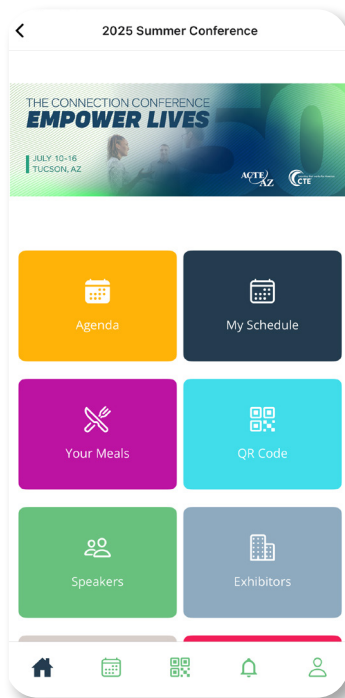 2025 Summer Conference
THE CONNECTION CONFERENCE
EMPOWER LIVES
JULY 10-16
TUCSON, AZ
ACTE AZ
CTE
Agenda
My Schedule
Your Meals
QR Code
Speakers
Exhibitors